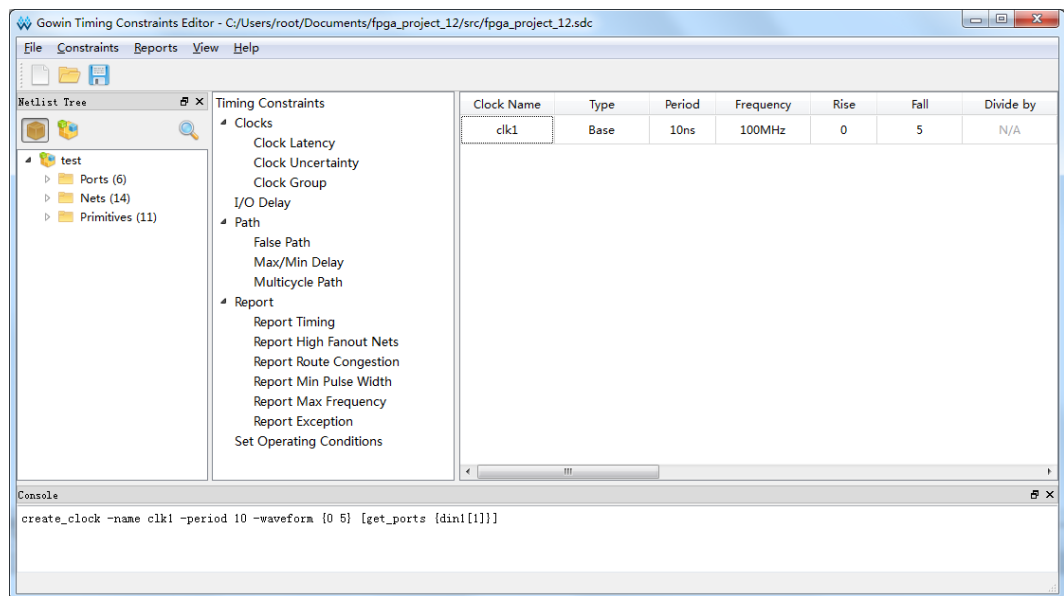 Gowin Timing Constraints Editor - C:/Users/root/Documents/fpga_project_12/src/fpga_project_12.sdc
File Constraints Reports View Help
Netlist Tree
test
Ports (6)
Nets (14)
Primitives (11)
Timing Constraints
Clocks
Clock Latency
Clock Uncertainty
Clock Group
I/O Delay
Path
False Path
Max/Min Delay
Multicycle Path
Report
Report Timing
Report High Fanout Nets
Report Route Congestion
Report Min Pulse Width
Report Max Frequency
Report Exception
Set Operating Conditions
Clock Name Type Period Frequency Rise Fall Divide by
clk1 Base 10ns 100MHz 0 5 N/A
Console
create_clock -name clk1 -period 10 -waveform {0 5} [get_ports {din1[1]}]